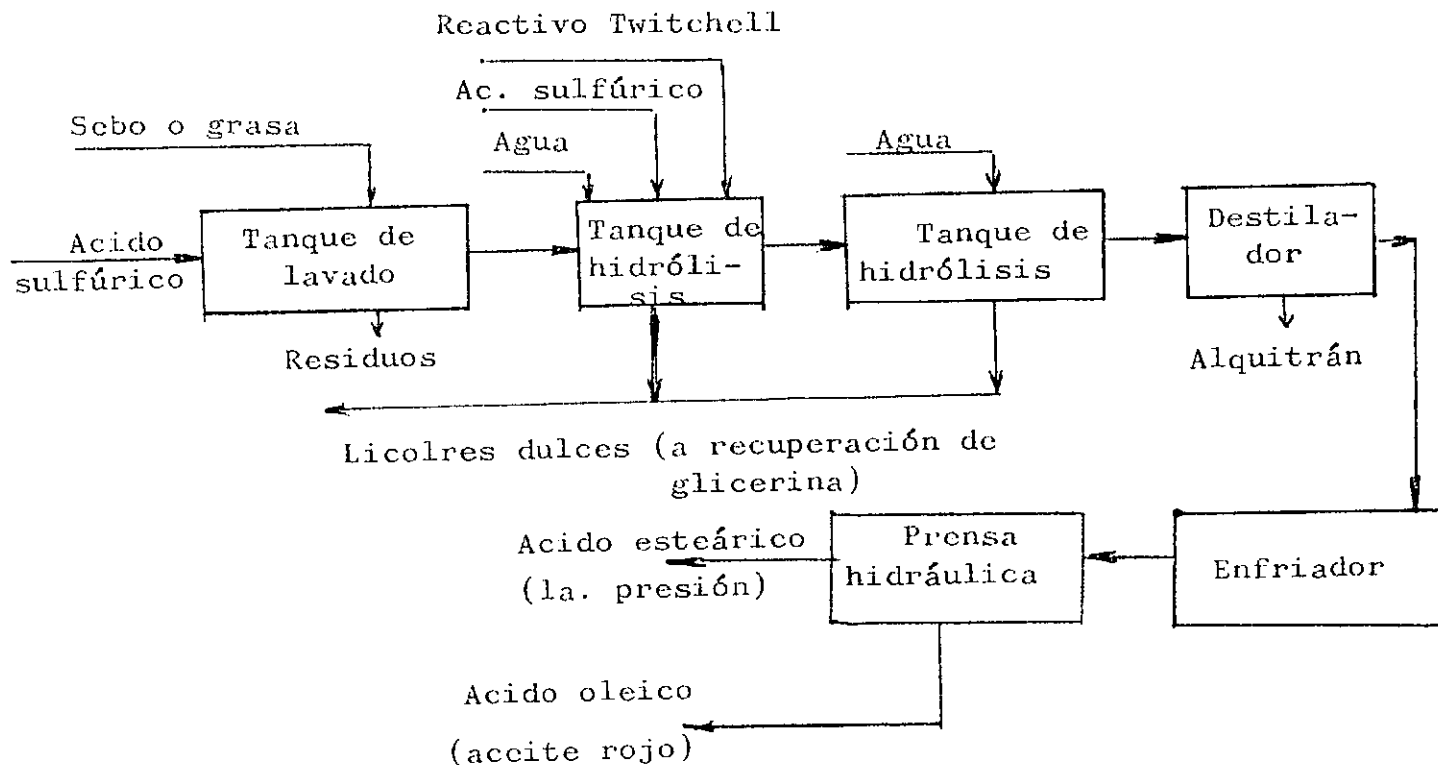 Reactivo Twitchell
Ac. sulfúrico
Sebo o grasa
Agua
Agua
Acido
sulfúrico
Tanque de
lavado
Tanque de
hidróli-
sis
Tanque de
hidrólisis
Destila-
dor
Residuos
Alquitrán
Licolres dulces (a recuperación de
glicerina)
Acido esteárico
(la. presión)
Prensa
hidráulica
Enfriador
Acido oleico
(aceite rojo)